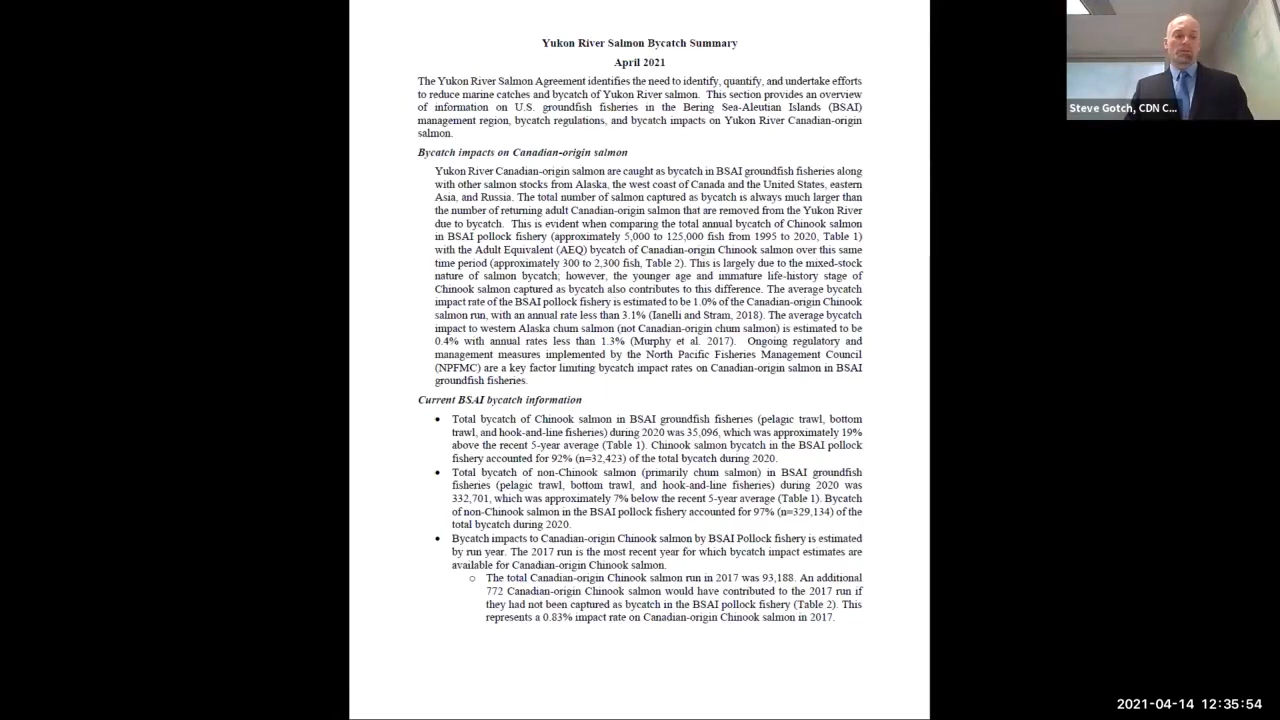 Yukon River Salmon Bycatch Summary
April 2021
The Yukon River Salmon Agreement identifies the need to identify, quantify, and undertake efforts
to reduce marine catches and bycatch of Yukon River salmon. This section provides an overview
of information on U.S. groundfish fisheries in the Bering Sea-Aleutian Islands (BSAI)
management region, bycatch regulations, and bycatch impacts on Yukon River Canadian-origin
salmon.
Bycatch impacts on Canadian-origin salmon
Yukon River Canadian-origin salmon are caught as bycatch in BSAI groundfish fisheries along
with other salmon stocks from Alaska, the west coast of Canada and the United States, eastern
Asia, and Russia. The total number of salmon captured as bycatch is always much larger than
the number of returning adult Canadian-origin salmon that are removed from the Yukon River
due to bycatch. This is evident when comparing the total annual bycatch of Chinook salmon
in BSAI pollock fishery (approximately 5,000 to 125,000 fish from 1995 to 2020, Table 1)
with the Adult Equivalent (AEQ) bycatch of Canadian-origin Chinook salmon over this same
time period (approximately 300 to 2,300 fish, Table 2). This is largely due to the mixed-stock
nature of salmon bycatch; however, the younger age and immature life-history stage of
Chinook salmon captured as bycatch also contributes to this difference. The average bycatch
impact rate of the BSAI pollock fishery is estimated to be 1.0% of the Canadian-origin Chinook
salmon run, with an annual rate less than 3.1% (Ianelli and Stram, 2018). The average bycatch
impact to western Alaska chum salmon (not Canadian-origin chum salmon) is estimated to be
0.4% with annual rates less than 1.3% (Murphy et al. 2017). Ongoing regulatory and
management measures implemented by the North Pacific Fisheries Management Council
(NPFMC) are a key factor limiting bycatch impact rates on Canadian-origin salmon in BSAI
groundfish fisheries.
Current BSAI bycatch information
• Total bycatch of Chinook salmon in BSAI groundfish fisheries (pelagic trawl, bottom
trawl, and hook-and-line fisheries) during 2020 was 35,096, which was approximately 19%
above the recent 5-year average (Table 1). Chinook salmon bycatch in the BSAI pollock
fishery accounted for 92% (n=32,423) of the total bycatch during 2020.
• Total bycatch of non-Chinook salmon (primarily chum salmon) in BSAI groundfish
fisheries (pelagic trawl, bottom trawl, and hook-and-line fisheries) during 2020 was
332,701, which was approximately 7% below the recent 5-year average (Table 1). Bycatch
of non-Chinook salmon in the BSAI pollock fishery accounted for 97% (n=329,134) of the
total bycatch during 2020.
• Bycatch impacts to Canadian-origin Chinook salmon by BSAI Pollock fishery is estimated
by run year. The 2017 run is the most recent year for which bycatch impact estimates are
available for Canadian-origin Chinook salmon.
○ The total Canadian-origin Chinook salmon run in 2017 was 93,188. An additional
772 Canadian-origin Chinook salmon would have contributed to the 2017 run if
they had not been captured as bycatch in the BSAI pollock fishery (Table 2). This
represents a 0.83% impact rate on Canadian-origin Chinook salmon in 2017.
Steve Gotch, CDN C...
2021-04-14 12:35:54